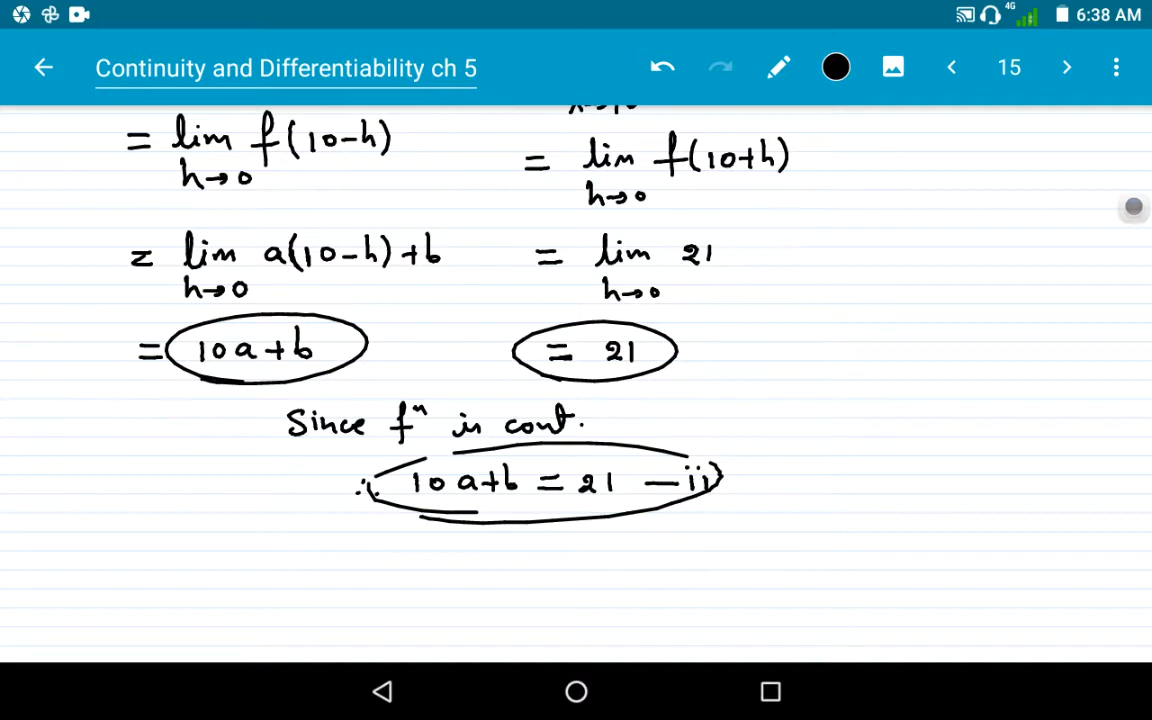 4G 6:38 AM
Continuity and Differentiability ch 5 15
= lim f(10-h)
h→0
= lim f(10+h)
h→0
= lim a(10-h)+b
h→0
= lim 21
h→0
= 10a+b
= 21
Since fⁿ is cont.
∴ 10a+b = 21 — ii)